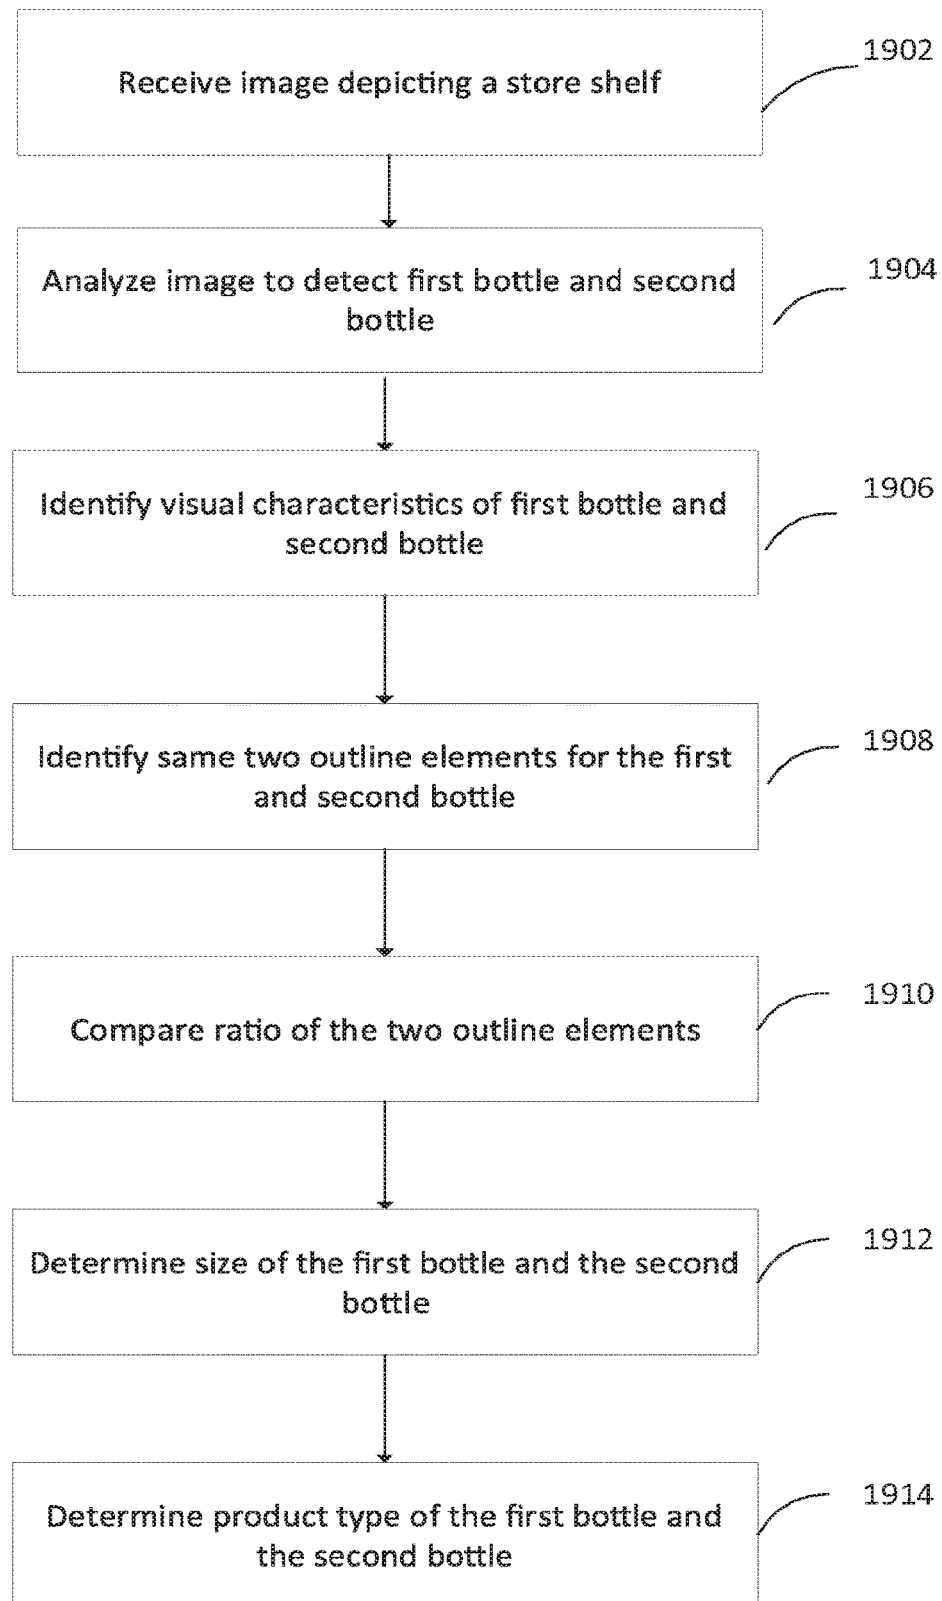 Receive image depicting a store shelf
1902
Analyze image to detect first bottle and second
bottle
1904
Identify visual characteristics of first bottle and
second bottle
1906
Identify same two outline elements for the first
and second bottle
1908
Compare ratio of the two outline elements
1910
Determine size of the first bottle and the second
bottle
1912
Determine product type of the first bottle and
the second bottle
1914